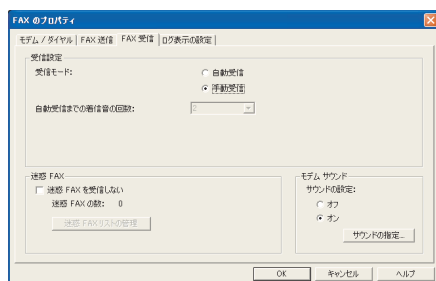 FAX のプロパティ
モデム / ダイヤル FAX 送信 FAX 受信 ログ表示の設定
受信設定
受信モード: 自動受信
手動受信
自動受信までの着信音の回数: 2
迷惑 FAX
迷惑 FAX を受信しない
迷惑 FAX の数: 0
迷惑 FAXリストの管理
モデム サウンド
サウンドの設定:
オフ
オン
サウンドの指定...
OK キャンセル ヘルプ